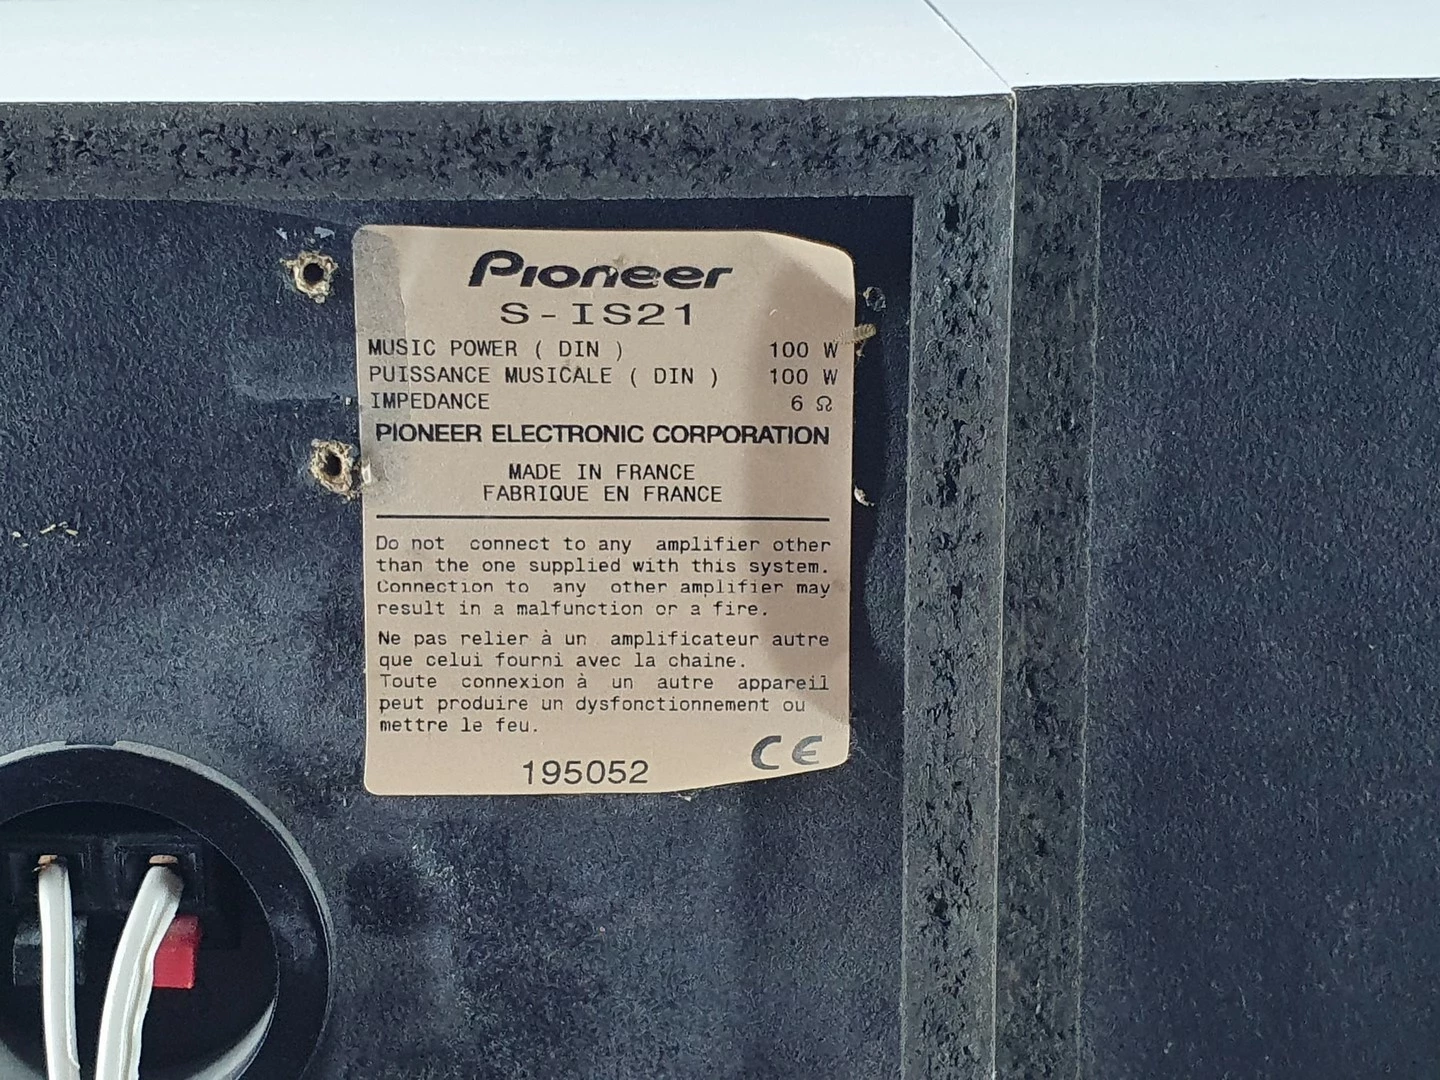 Pioneer
S-IS21
MUSIC POWER ( DIN ) 100 W
PUISSANCE MUSICALE ( DIN ) 100 W
IMPEDANCE 6 Ω
PIONEER ELECTRONIC CORPORATION
MADE IN FRANCE
FABRIQUE EN FRANCE
Do not connect to any amplifier other
than the one supplied with this system.
Connection to any other amplifier may
result in a malfunction or a fire.
Ne pas relier à un amplificateur autre
que celui fourni avec la chaine.
Toute connexion à un autre appareil
peut produire un dysfonctionnement ou
mettre le feu.
195052 CE